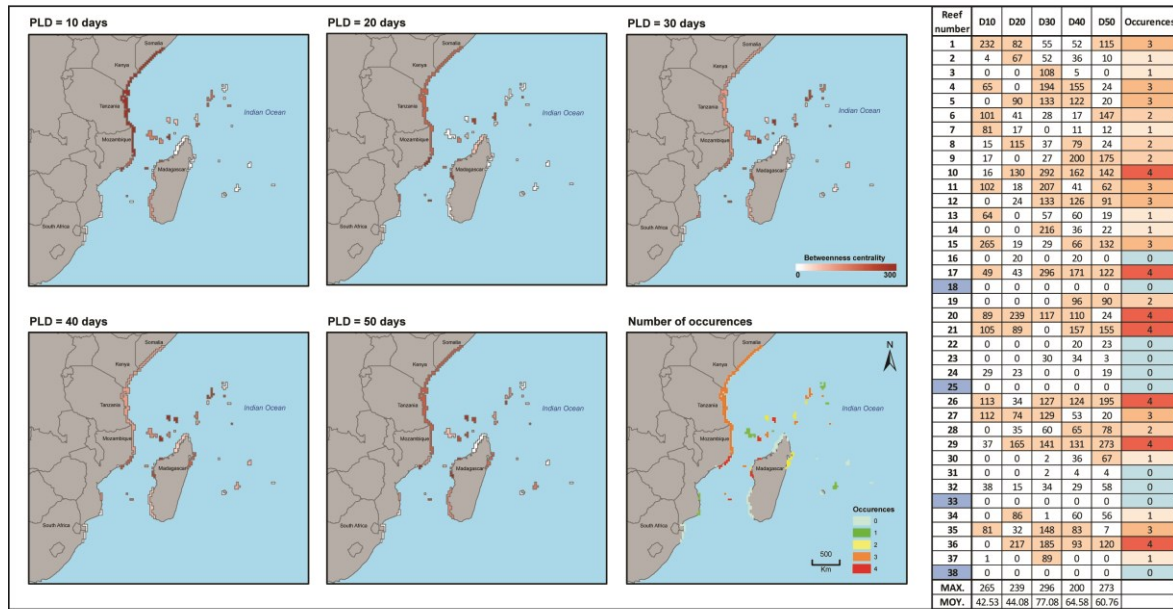 PLD = 10 days
Somalia
Kenya
Tanzania
Indian Ocean
Mozambique
Madagascar
South Africa
PLD = 20 days
Somalia
Kenya
Tanzania
Indian Ocean
Mozambique
Madagascar
South Africa
PLD = 30 days
Somalia
Kenya
Tanzania
Indian Ocean
Mozambique
Madagascar
South Africa
Betweenness centrality
0 300
PLD = 40 days
Somalia
Kenya
Tanzania
Indian Ocean
Mozambique
Madagascar
South Africa
PLD = 50 days
Somalia
Kenya
Tanzania
Indian Ocean
Mozambique
Madagascar
South Africa
Number of occurences
N
Somalia
Kenya
Tanzania
Indian Ocean
Mozambique
Madagascar
South Africa
Occurences
0
1
2
3
4
500
Km
Reef number D10 D20 D30 D40 D50 Occurences
1 232 82 55 52 115 3
2 4 67 52 36 10 1
3 0 0 108 5 0 1
4 65 0 194 155 24 3
5 0 90 133 122 20 3
6 101 41 28 17 147 2
7 81 17 0 11 12 1
8 15 115 37 79 24 2
9 17 0 27 200 175 2
10 16 130 292 162 142 4
11 102 18 207 41 62 3
12 0 24 133 126 91 3
13 64 0 57 60 19 1
14 0 0 216 36 22 1
15 265 19 29 66 132 3
16 0 20 0 20 0 0
17 49 43 296 171 122 4
18 0 0 0 0 0 0
19 0 0 0 96 90 2
20 89 239 117 110 24 4
21 105 89 0 157 155 4
22 0 0 0 20 23 0
23 0 0 30 34 3 0
24 29 23 0 0 19 0
25 0 0 0 0 0 0
26 113 34 127 124 195 4
27 112 74 129 53 20 3
28 0 35 60 65 78 2
29 37 165 141 131 273 4
30 0 0 2 36 67 1
31 0 0 2 4 4 0
32 38 15 34 29 58 0
33 0 0 0 0 0 0
34 0 86 1 60 56 1
35 81 32 148 83 7 3
36 0 217 185 93 120 4
37 1 0 89 0 0 1
38 0 0 0 0 0 0
MAX. 265 239 296 200 273
MOY. 42.53 44.08 77.08 64.58 60.76